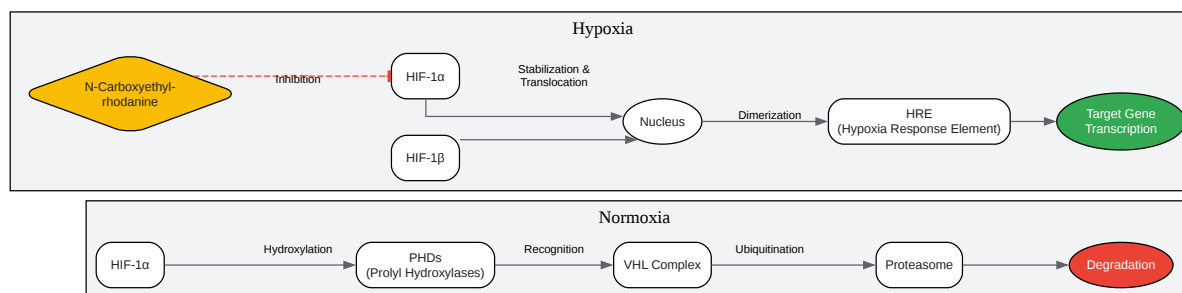 Hypoxia
N-Carboxyethyl-
rhodanine
Inhibition
HIF-1α
Stabilization &
Translocation
HIF-1β
Nucleus
Dimerization
HRE
(Hypoxia Response Element)
Target Gene
Transcription
Normoxia
HIF-1α
Hydroxylation
PHDs
(Prolyl Hydroxylases)
Recognition
VHL Complex
Ubiquitination
Proteasome
Degradation